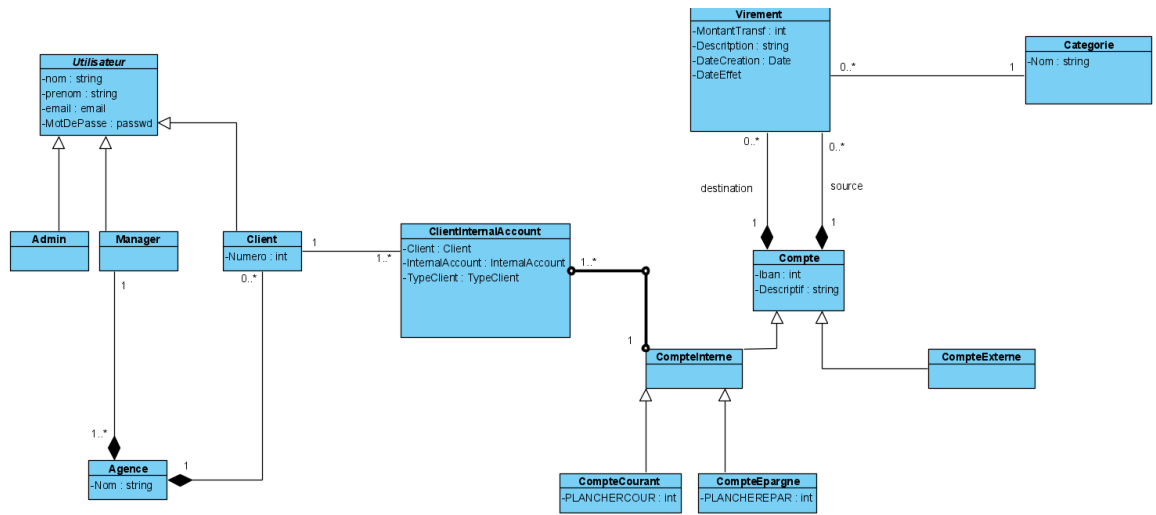 Virement
-MontantTransf : int
-Descritption : string
-DateCreation : Date
-DateEffet
Categorie
-Nom : string
0..*
1
Utilisateur
-nom : string
-prenom : string
-email : email
-MotDePasse : passwd
0..*
0..*
destination
source
1
1
Admin
Manager
Client
-Numero : int
1
1..*
ClientInternalAccount
-Client : Client
-InternalAccount : InternalAccount
-TypeClient : TypeClient
1..*
1
Compte
-Iban : int
-Descriptif : string
1
0..*
CompteInterne
CompteExterne
1..*
1
Agence
-Nom : string
CompteCourant
-PLANCHERCOUR : int
CompteEpargne
-PLANCHEREPAR : int